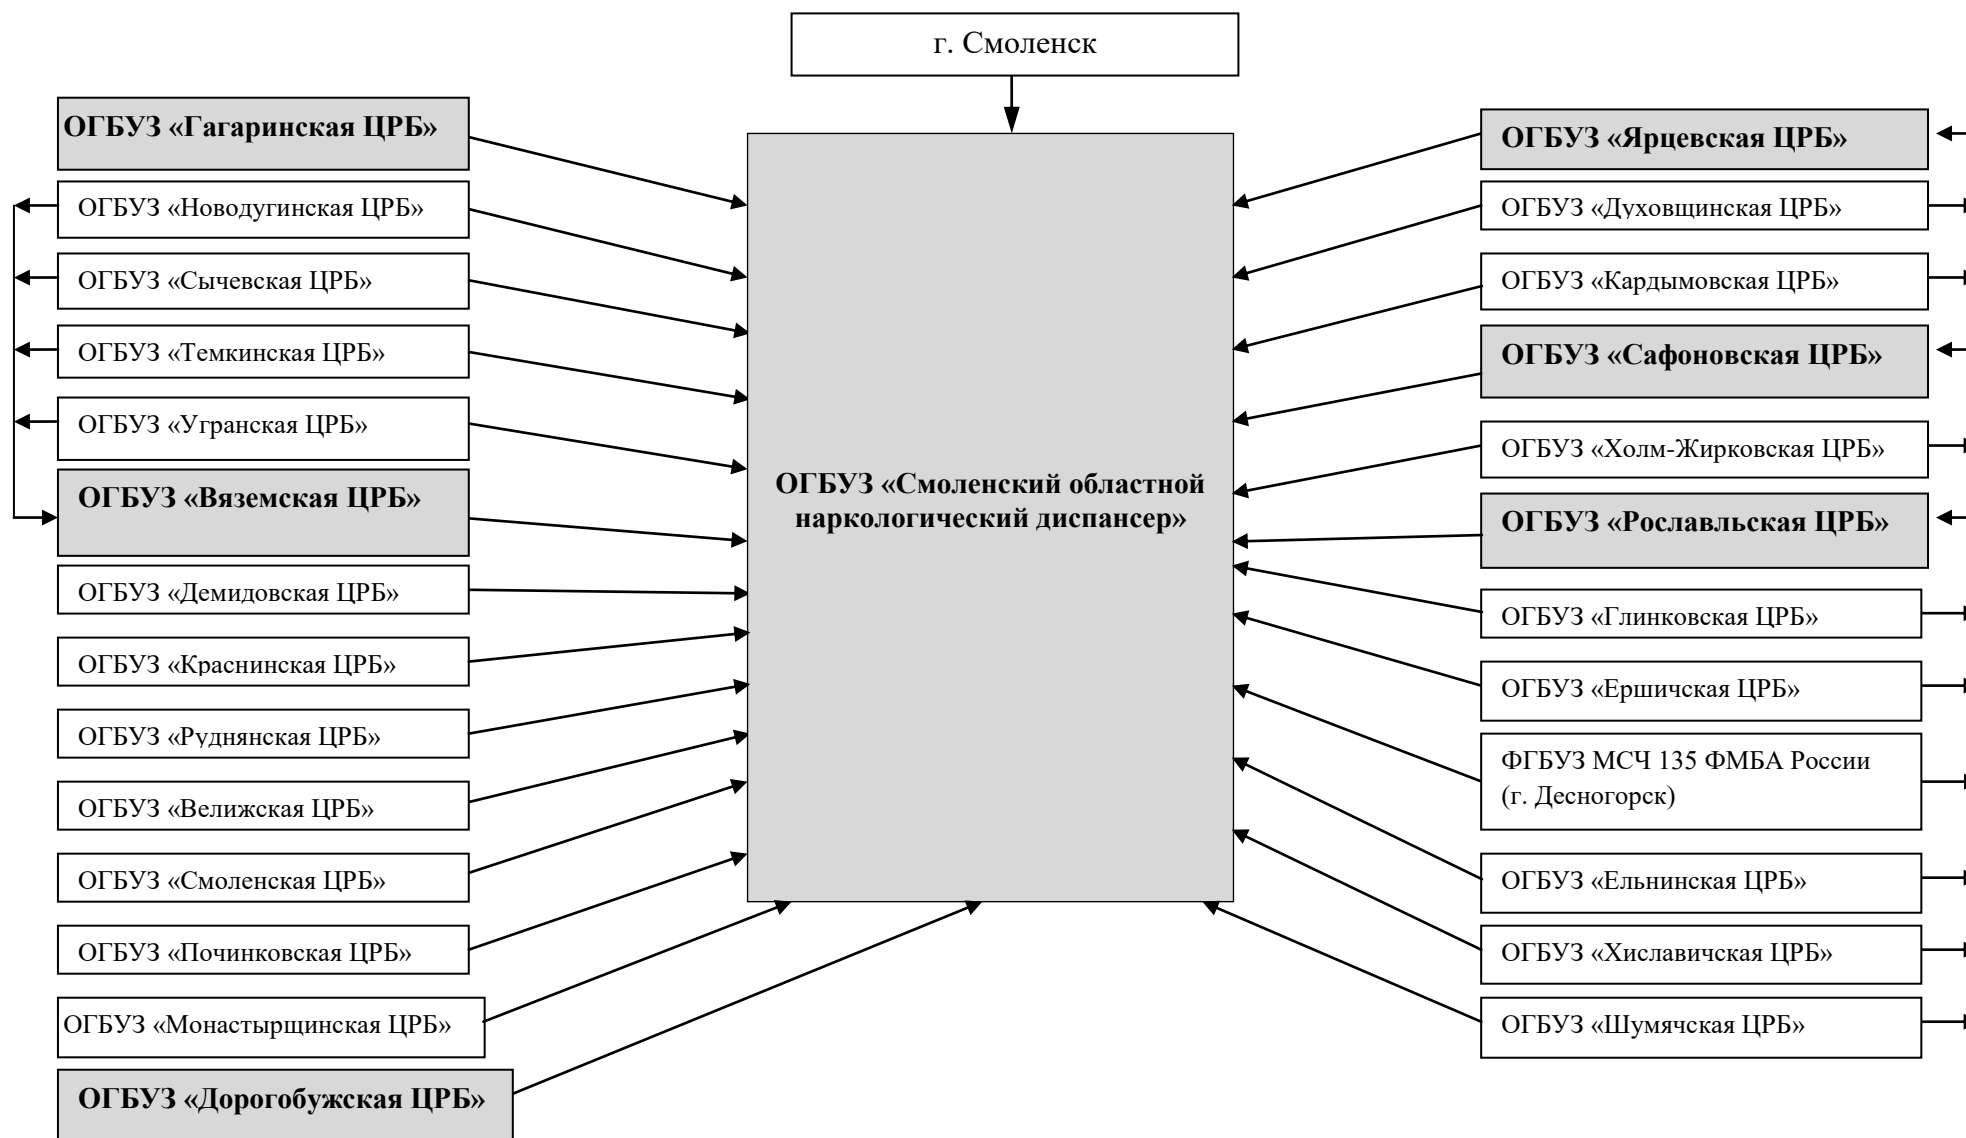 г. Смоленск
ОГБУЗ «Гагаринская ЦРБ»
ОГБУЗ «Новодугинская ЦРБ»
ОГБУЗ «Сычевская ЦРБ»
ОГБУЗ «Темкинская ЦРБ»
ОГБУЗ «Угранская ЦРБ»
ОГБУЗ «Вяземская ЦРБ»
ОГБУЗ «Демидовская ЦРБ»
ОГБУЗ «Краснинская ЦРБ»
ОГБУЗ «Руднянская ЦРБ»
ОГБУЗ «Велижская ЦРБ»
ОГБУЗ «Смоленская ЦРБ»
ОГБУЗ «Починковская ЦРБ»
ОГБУЗ «Монастырщинская ЦРБ»
ОГБУЗ «Дорогобужская ЦРБ»
ОГБУЗ «Смоленский областной
наркологический диспансер»
ОГБУЗ «Ярцевская ЦРБ»
ОГБУЗ «Духовщинская ЦРБ»
ОГБУЗ «Кардымовская ЦРБ»
ОГБУЗ «Сафоновская ЦРБ»
ОГБУЗ «Холм-Жирковская ЦРБ»
ОГБУЗ «Рославльская ЦРБ»
ОГБУЗ «Глинковская ЦРБ»
ОГБУЗ «Ершичская ЦРБ»
ФГБУЗ МСЧ 135 ФМБА России
(г. Десногорск)
ОГБУЗ «Ельнинская ЦРБ»
ОГБУЗ «Хиславичская ЦРБ»
ОГБУЗ «Шумячская ЦРБ»